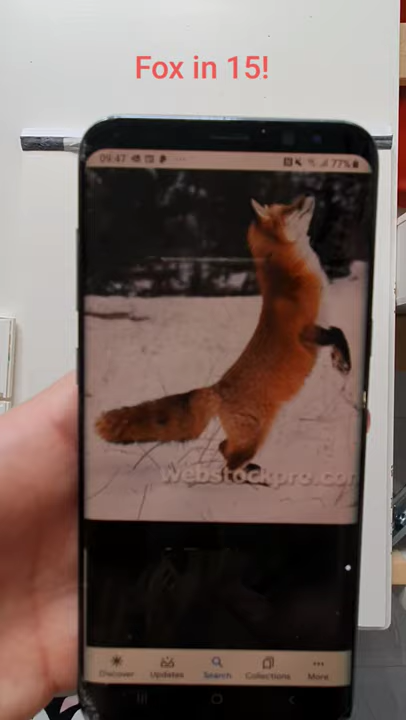 Fox in 15!
09:47
77%
webstockpro.com
Discover Updates Search Collections More